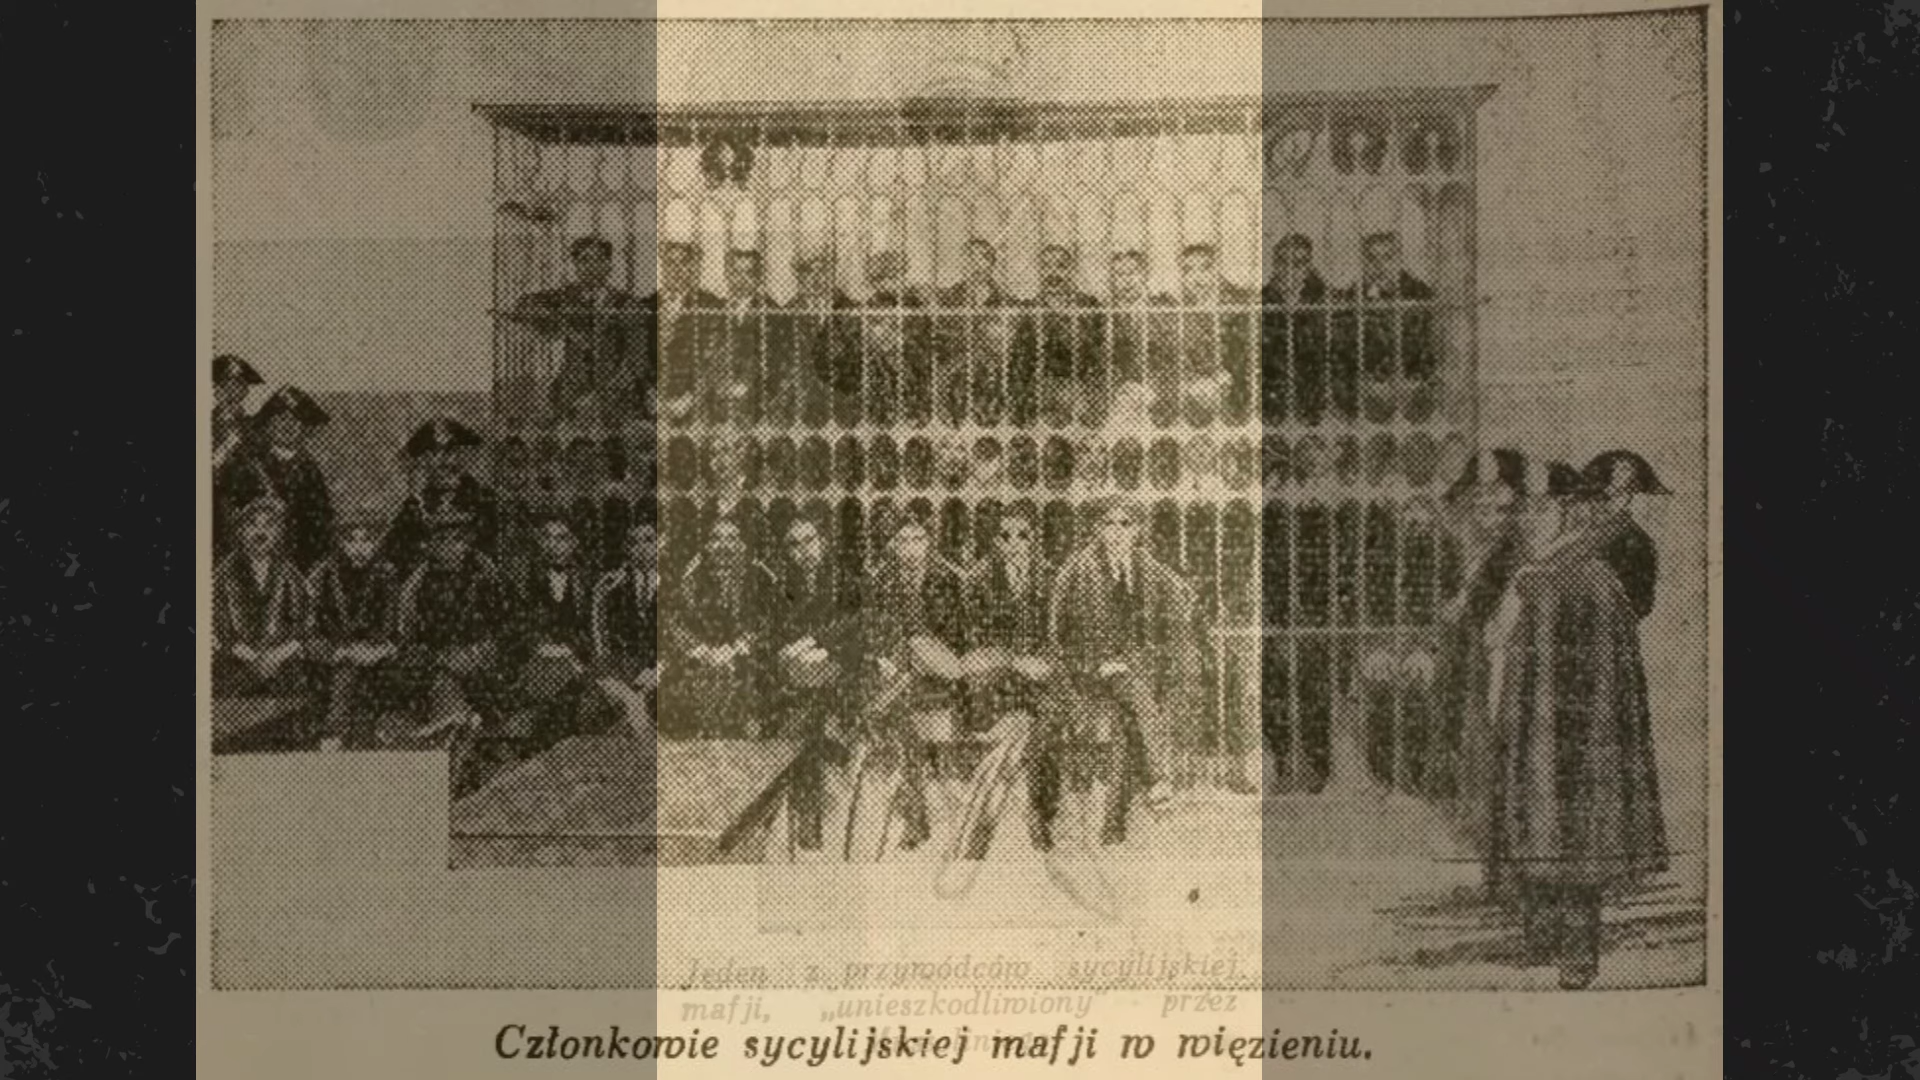 Jeden z przywódców sycylijskiej
mafji, „unieszkodliwiony" przez
Członkowie sycylijskiej mafji w więzieniu.